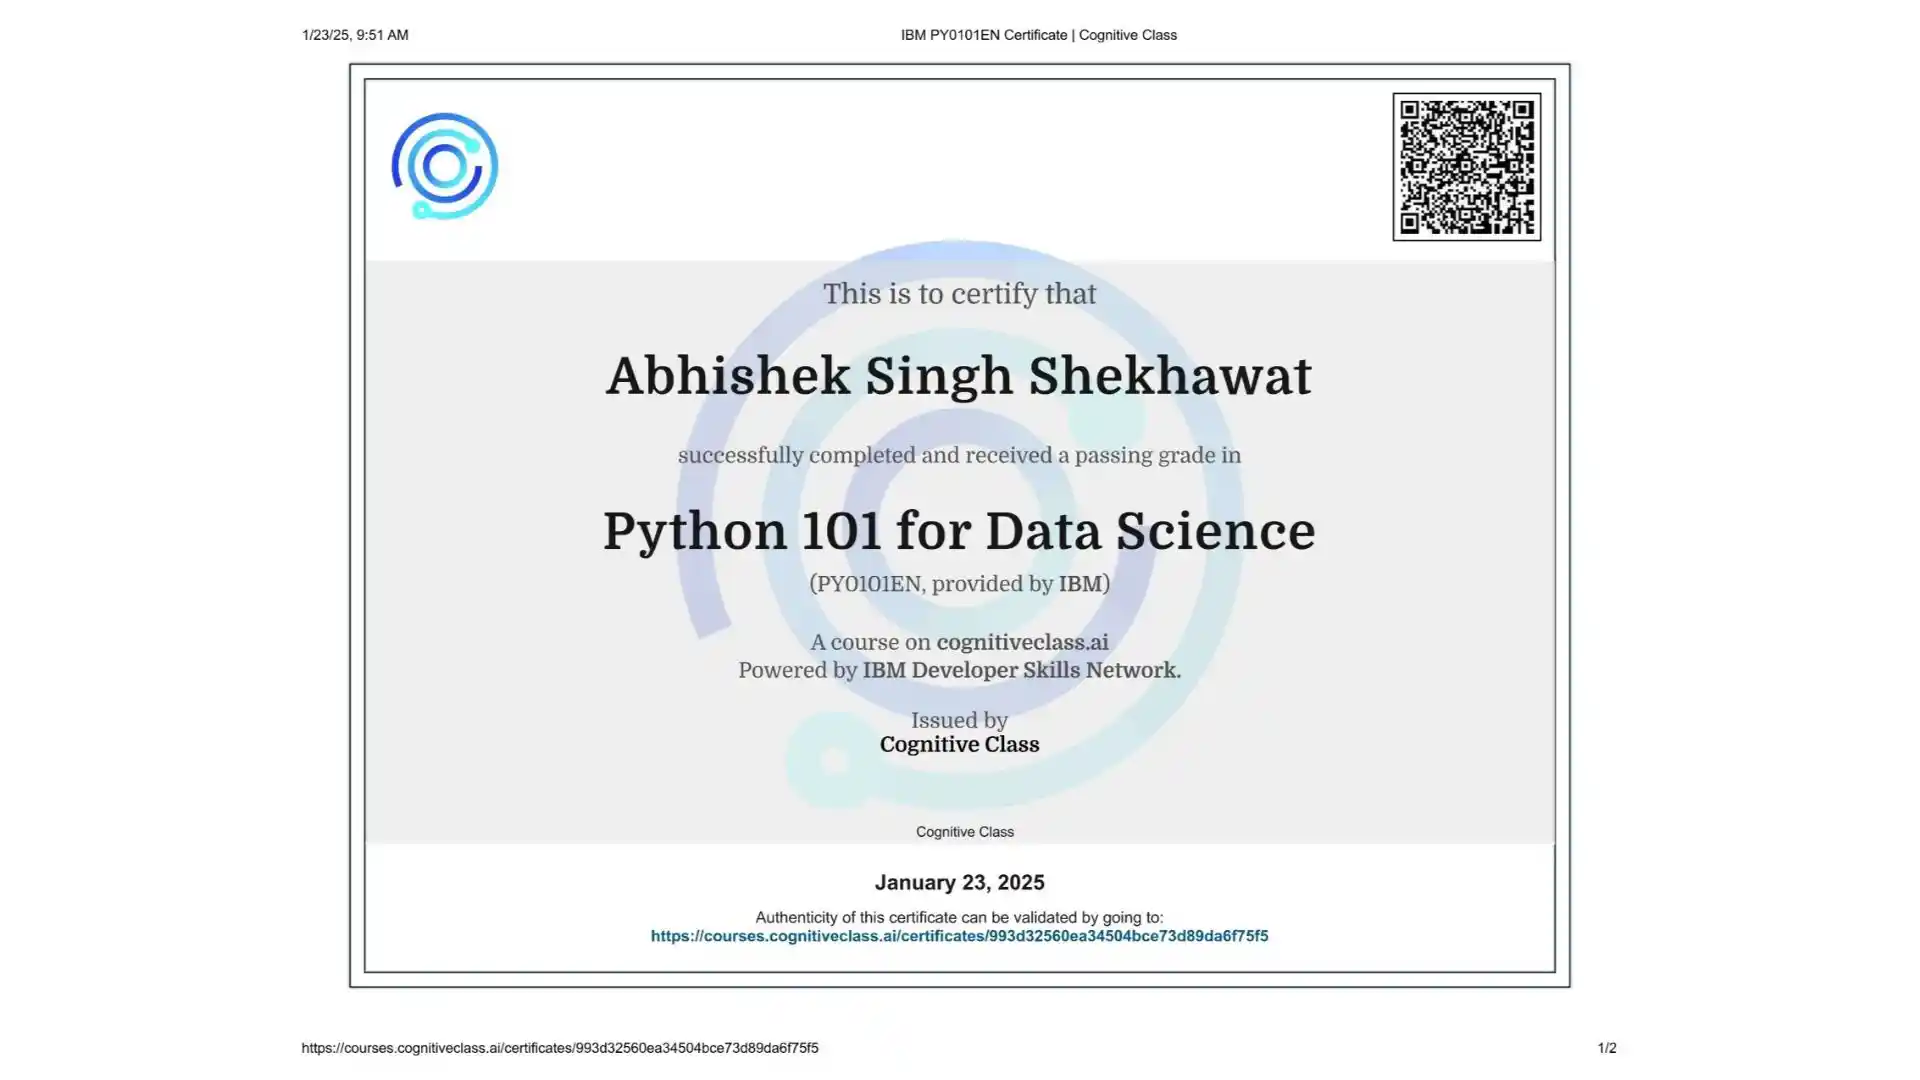 1/23/25, 9:51 AM
IBM PY0101EN Certificate | Cognitive Class
This is to certify that
Abhishek Singh Shekhawat
successfully completed and received a passing grade in
Python 101 for Data Science
(PY0101EN, provided by IBM)
A course on cognitiveclass.ai
Powered by IBM Developer Skills Network.
Issued by
Cognitive Class
Cognitive Class
January 23, 2025
Authenticity of this certificate can be validated by going to:
https://courses.cognitiveclass.ai/certificates/993d32560ea34504bce73d89da6f75f5
https://courses.cognitiveclass.ai/certificates/993d32560ea34504bce73d89da6f75f5
1/2